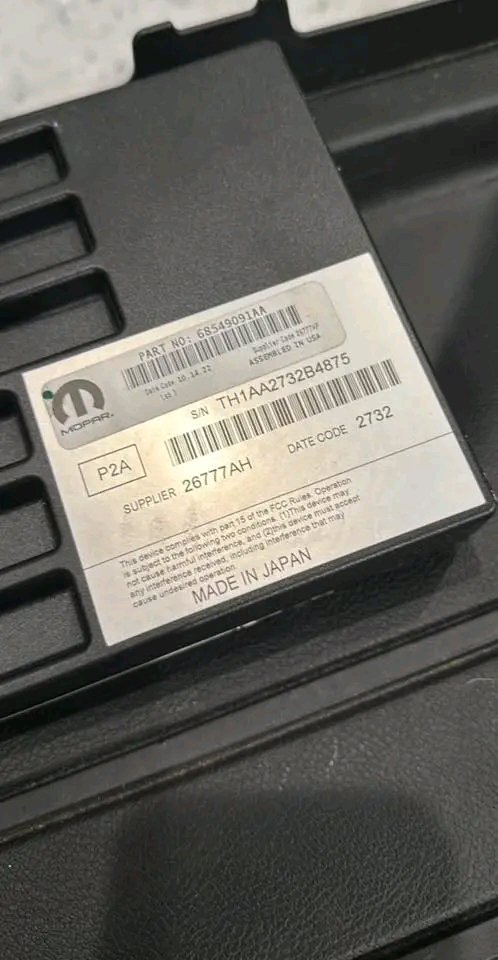 PART NO: 68549091AA
Date Code 10.14.22
Supplier Code 26777AP
ASSEMBLED IN USA
MOPAR
S/N TH1AA2732B4875
P2A
SUPPLIER 26777AH
DATE CODE 2732
This device complies with part 15 of the FCC Rules. Operation
is subject to the following two conditions. (1)This device may
not cause harmful interference, and (2)this device must accept
any interference received, including interference that may
cause undesired operation.
MADE IN JAPAN